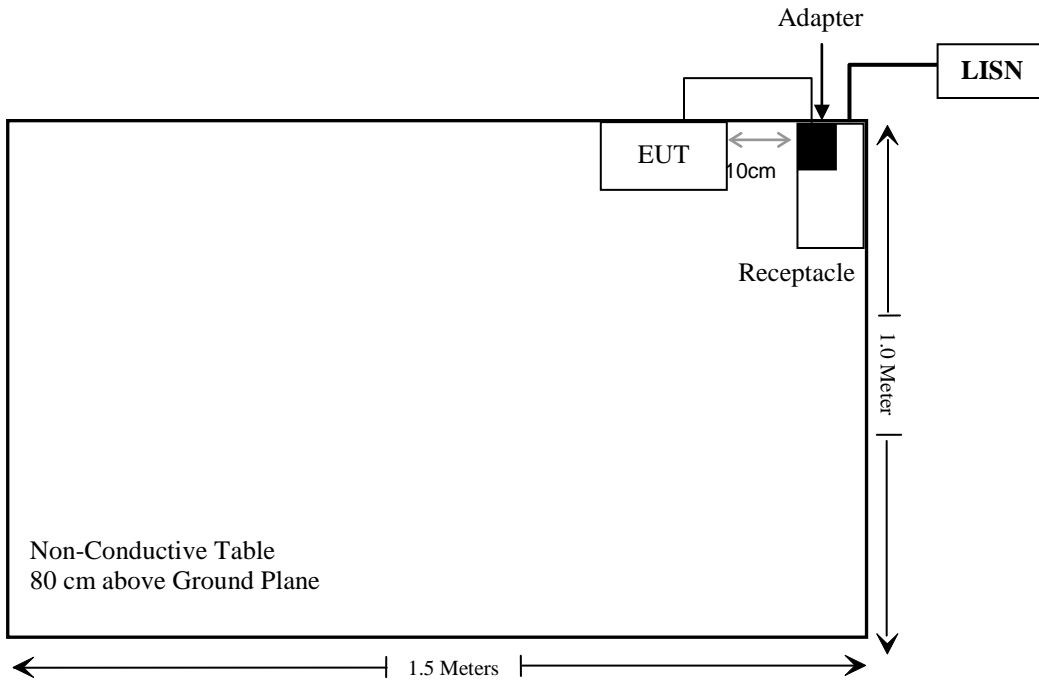 Adapter
LISN
EUT
10cm
Receptacle
1.0 Meter
Non-Conductive Table
80 cm above Ground Plane
1.5 Meters